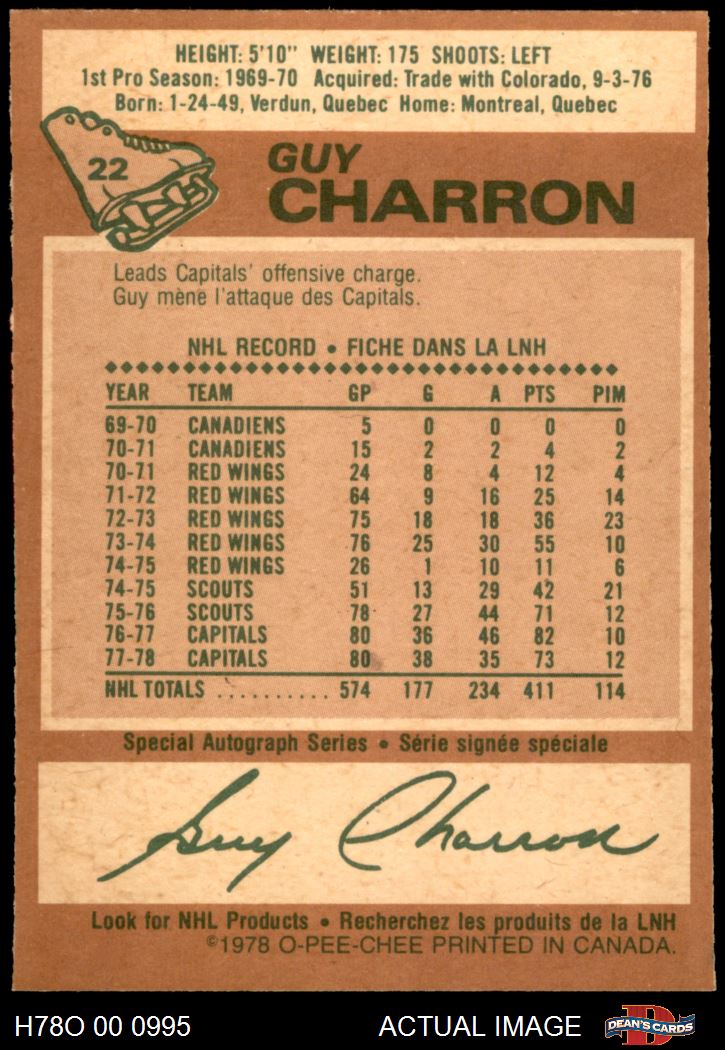 HEIGHT: 5'10" WEIGHT: 175 SHOOTS: LEFT
1st Pro Season: 1969-70 Acquired: Trade with Colorado, 9-3-76
Born: 1-24-49, Verdun, Quebec Home: Montreal, Quebec
22
GUY
CHARRON
Leads Capitals' offensive charge.
Guy mène l'attaque des Capitals.
NHL RECORD • FICHE DANS LA LNH
YEAR TEAM GP G A PTS PIM
69-70 CANADIENS 5 0 0 0 0
70-71 CANADIENS 15 2 2 4 2
70-71 RED WINGS 24 8 4 12 4
71-72 RED WINGS 64 9 16 25 14
72-73 RED WINGS 75 18 18 36 23
73-74 RED WINGS 76 25 30 55 10
74-75 RED WINGS 26 1 10 11 6
74-75 SCOUTS 51 13 29 42 21
75-76 SCOUTS 78 27 44 71 12
76-77 CAPITALS 80 36 46 82 10
77-78 CAPITALS 80 38 35 73 12
NHL TOTALS .......... 574 177 234 411 114
Special Autograph Series • Série signée spéciale
Guy Charron
Look for NHL Products • Recherchez les produits de la LNH
©1978 O-PEE-CHEE PRINTED IN CANADA.
H78O 00 0995 ACTUAL IMAGE D DEAN'S CARDS